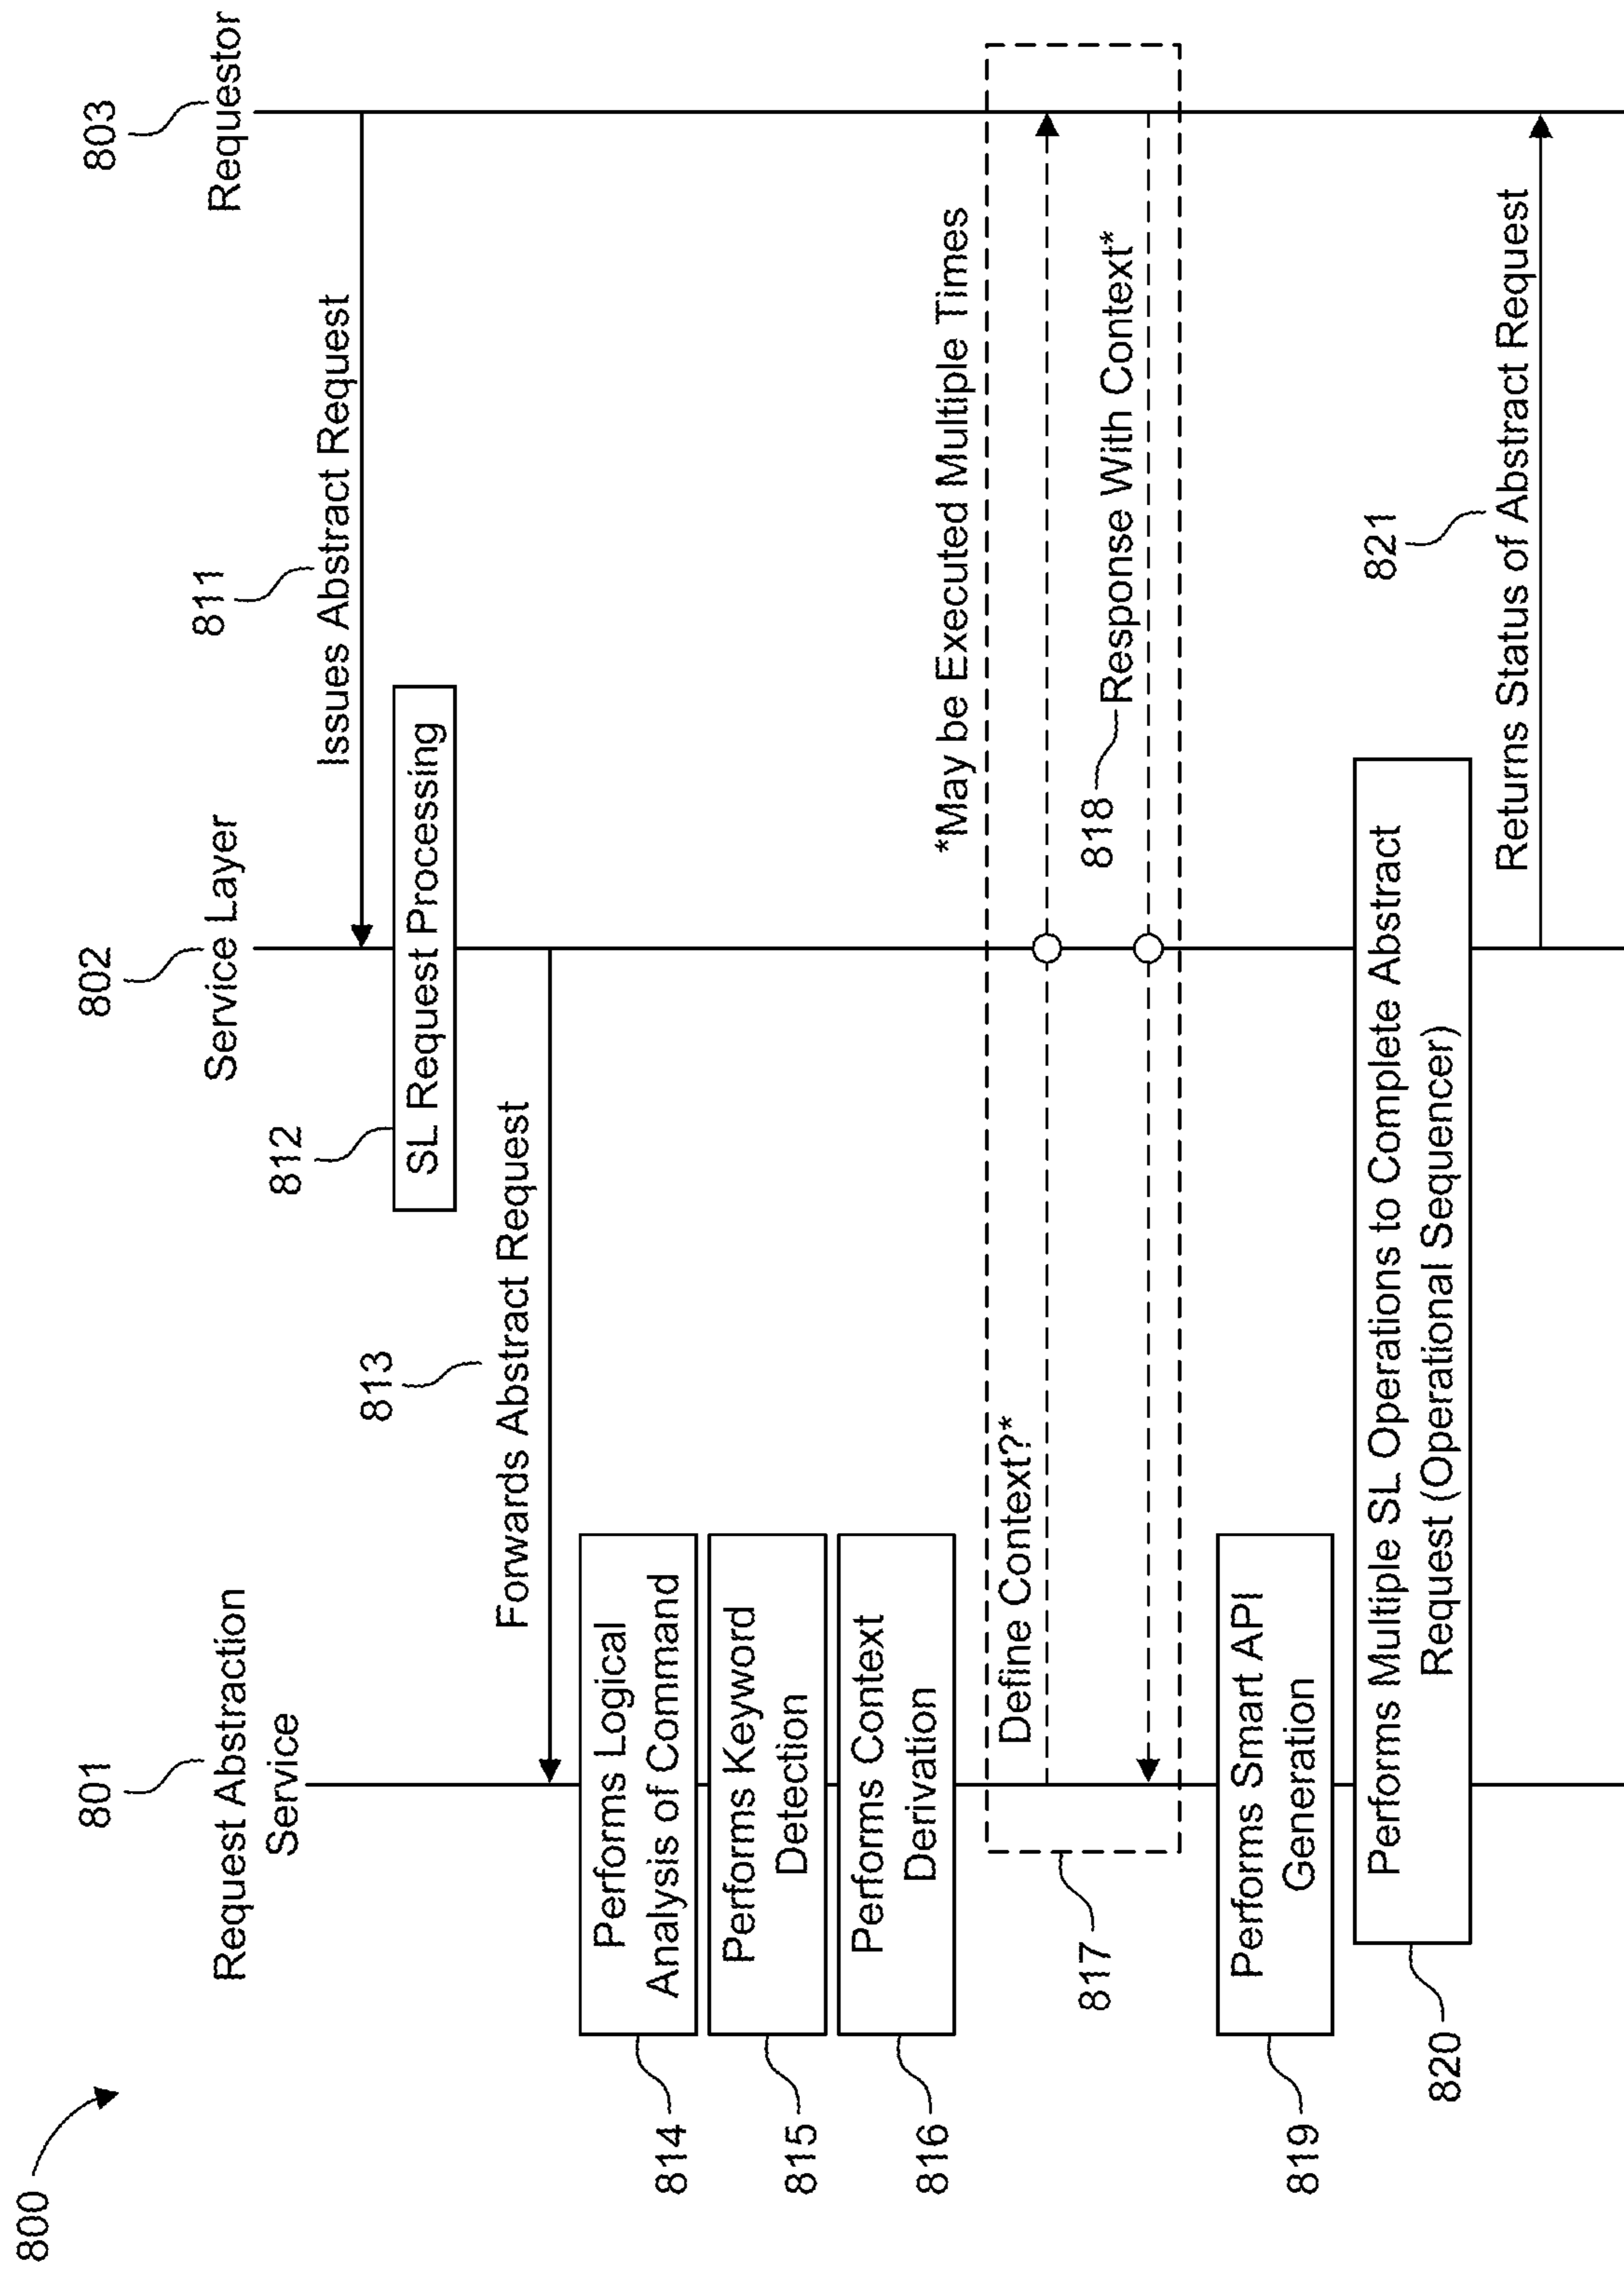 800
801
Request Abstraction
Service
802
Service Layer
803
Requestor
811
Issues Abstract Request
812
SL Request Processing
813
Forwards Abstract Request
814
Performs Logical
Analysis of Command
815
Performs Keyword
Detection
816
Performs Context
Derivation
*May be Executed Multiple Times
817
Define Context?*
818
Response With Context*
819
Performs Smart API
Generation
820
Performs Multiple SL Operations to Complete Abstract
Request (Operational Sequencer)
821
Returns Status of Abstract Request